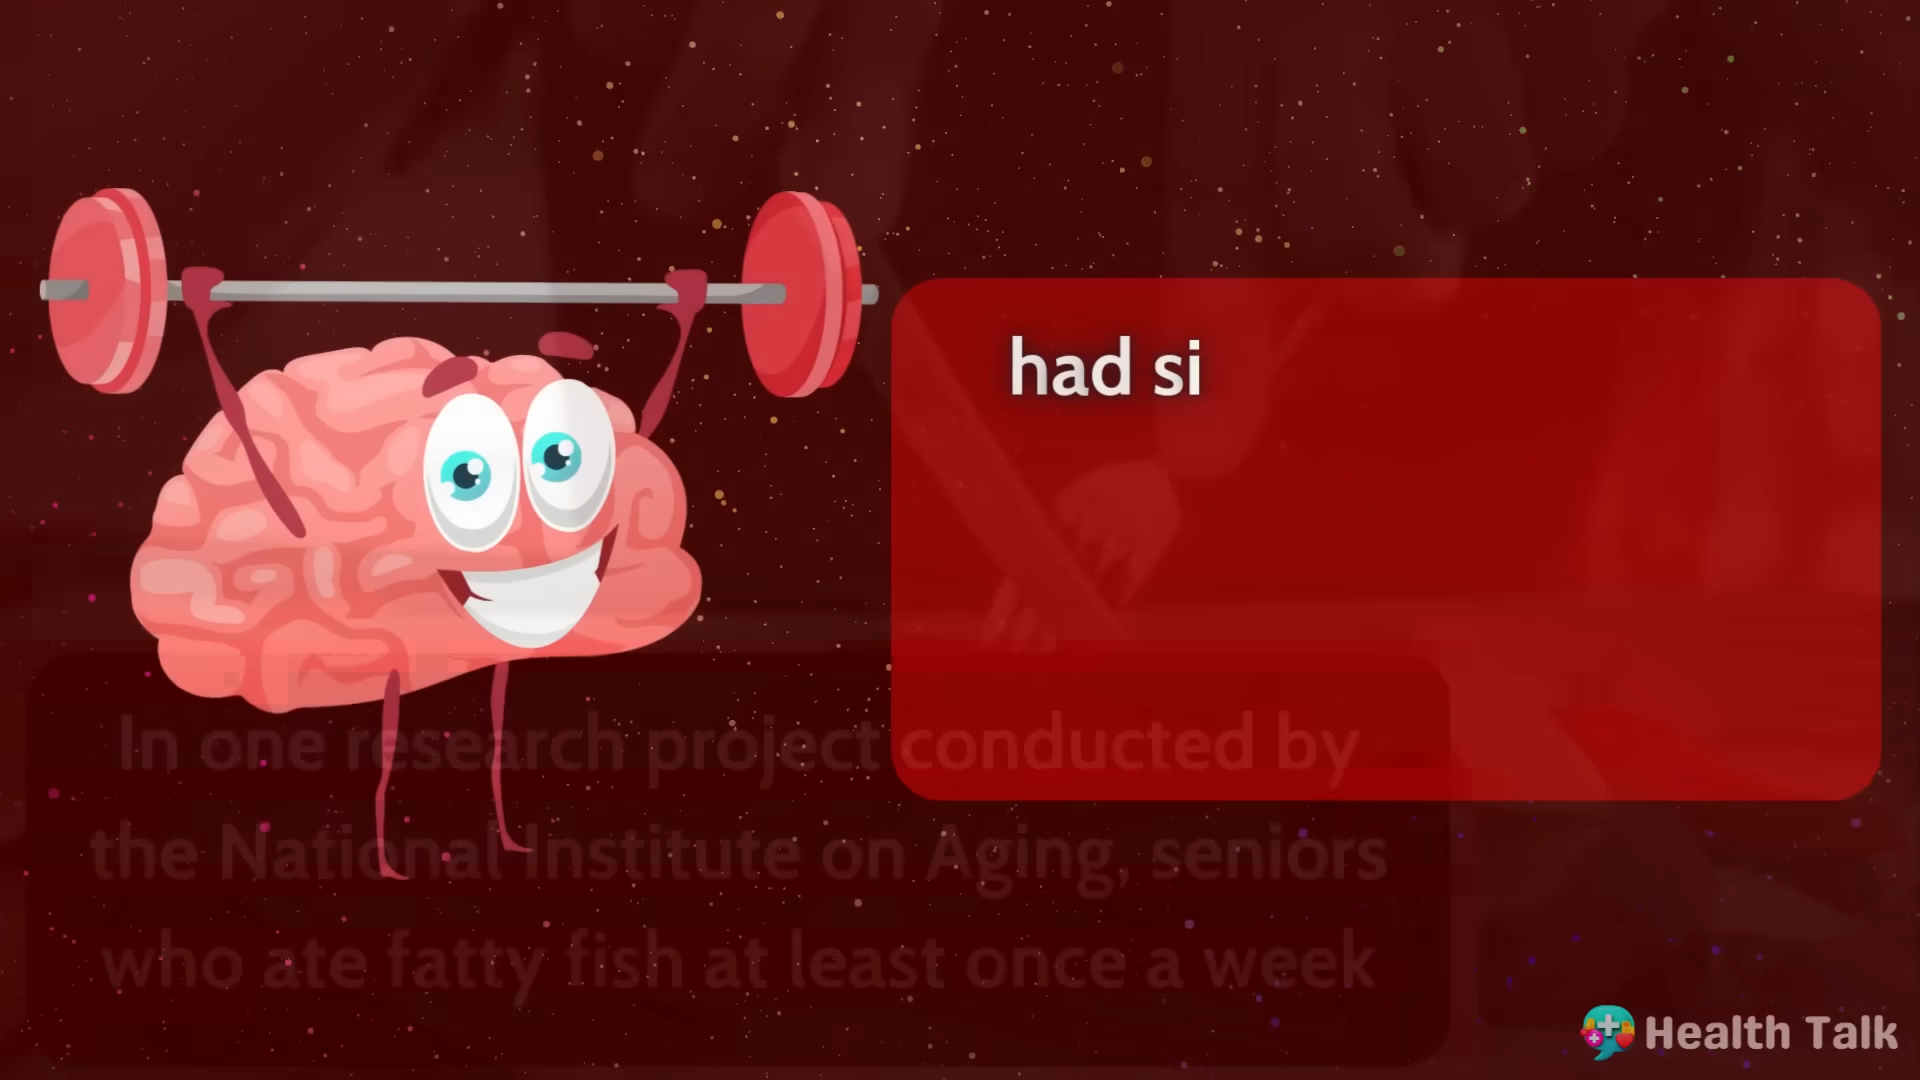 had si
In one research project conducted by
the National Institute on Aging, seniors
who ate fatty fish at least once a week
Health Talk